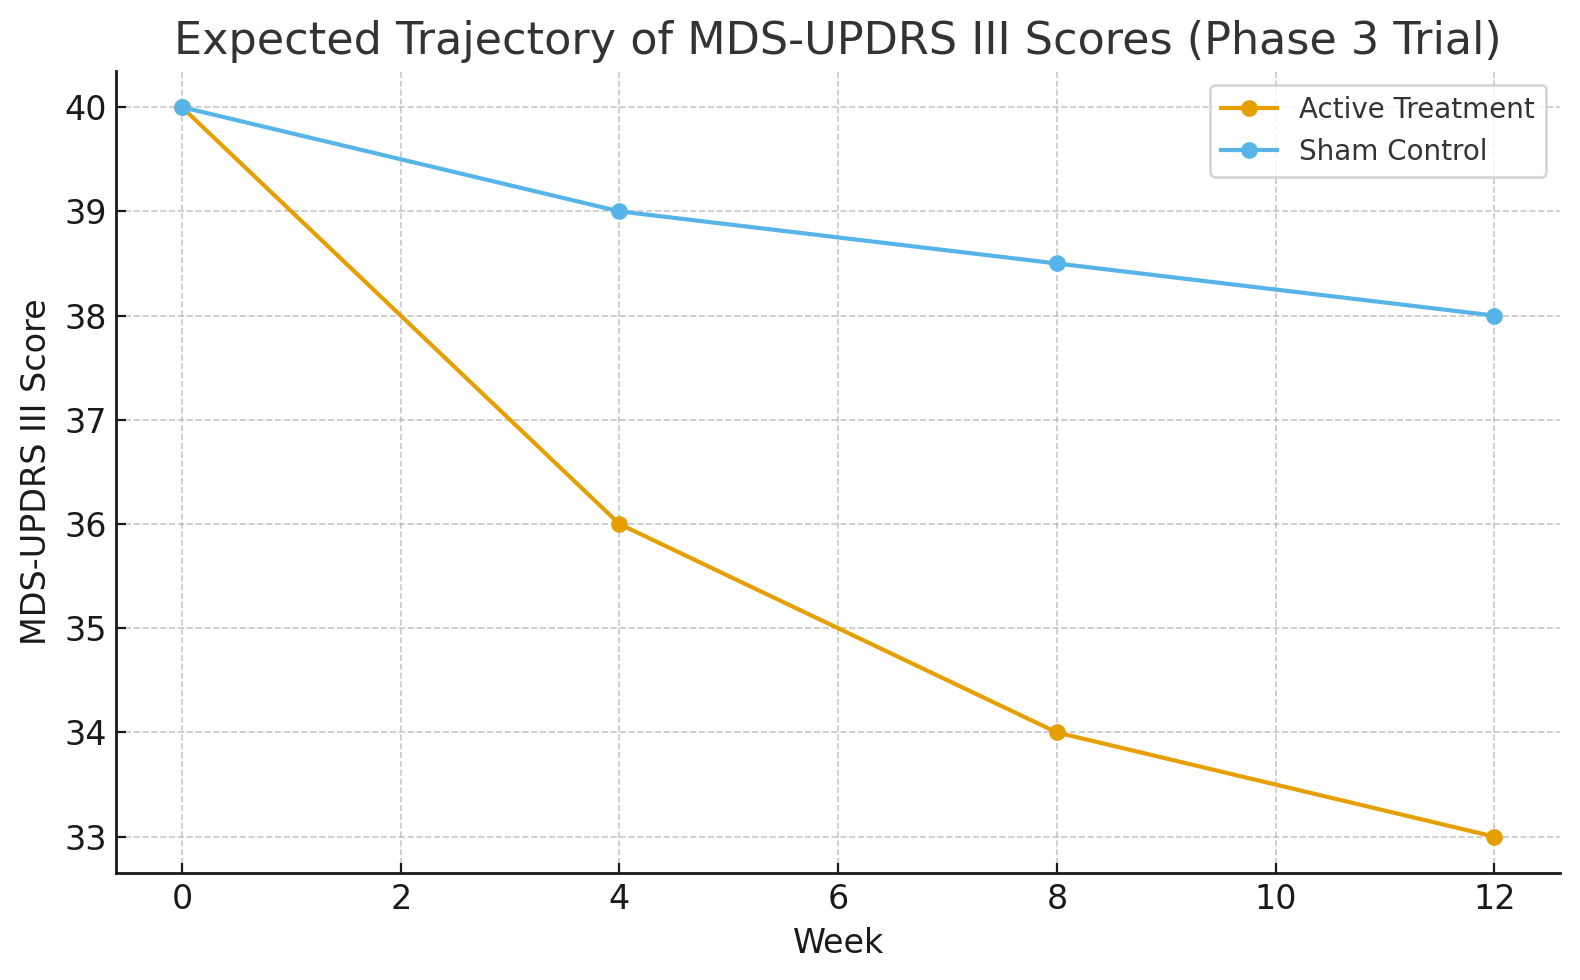 Expected Trajectory of MDS-UPDRS III Scores (Phase 3 Trial)
Active Treatment
Sham Control
MDS-UPDRS III Score
40
39
38
37
36
35
34
33
0 2 4 6 8 10 12
Week